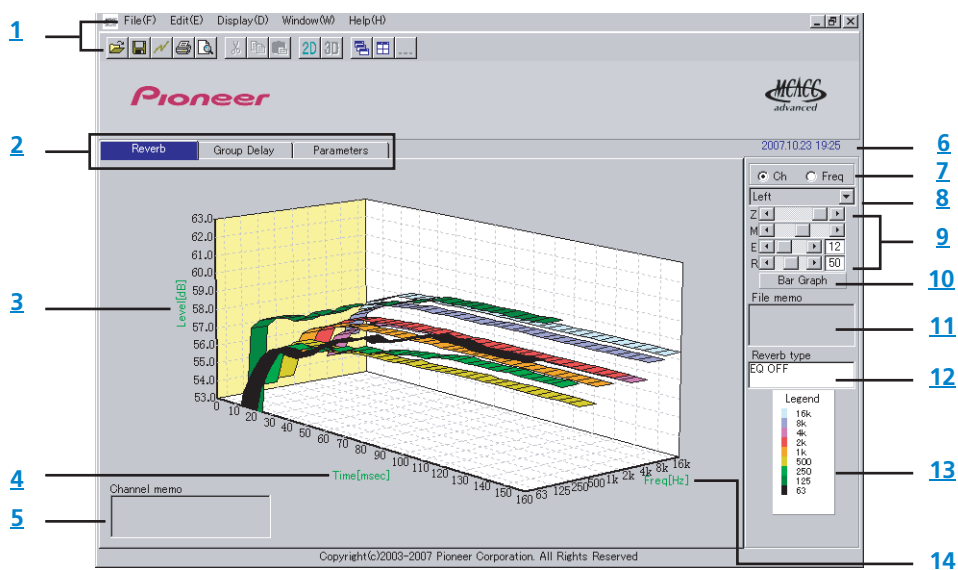 File(F) Edit(E) Display(D) Window(W) Help(H)
1
2D 3D
Pioneer
MCACC
advanced
2
Reverb Group Delay Parameters
2007.10.23 19:25
6
Ch Freq
7
Left
8
Z
M
E 12
R 50
9
Bar Graph
10
File memo
11
Reverb type
EQ OFF
12
Legend
16k
8k
4k
2k
1k
500
250
125
63
13
3
Level[dB]
63.0
62.0
61.0
60.0
59.0
58.0
57.0
56.0
55.0
54.0
53.0
0 10 20 30 40 50 60 70 80 90 100 110 120 130 140 150 160
63 125 250 500 1k 2k 4k 8k 16k
4
Time[msec]
Freq[Hz]
14
Channel memo
5
Copyright(c)2003-2007 Pioneer Corporation. All Rights Reserved